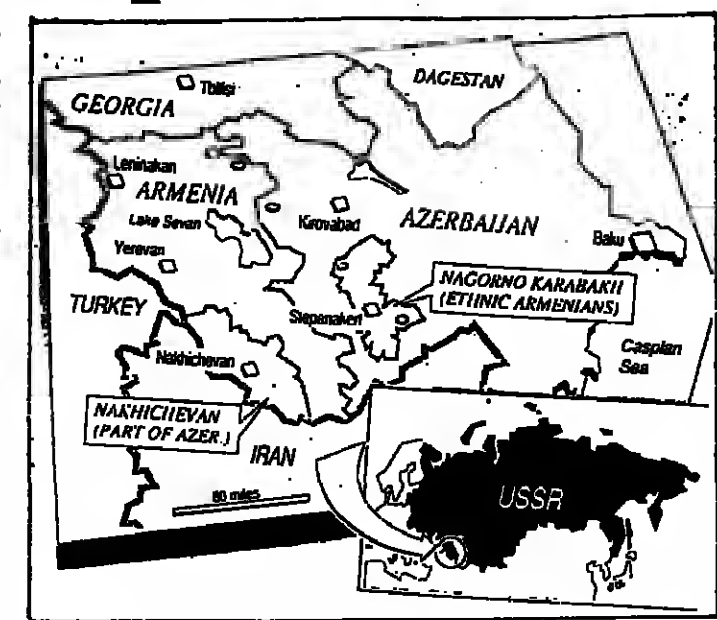 DAGESTAN
Tbilisi
GEORGIA
Leninakan
ARMENIA
Lake Sevan
Kirovabad
AZERBAIJAN
Baku
Yerevan
NAGORNO KARABAKH
(ETHNIC ARMENIANS)
TURKEY
Stepanakert
Caspian
Sea
Nakhichevan
NAKHICHEVAN
(PART OF AZER.)
IRAN
80 miles
USSR